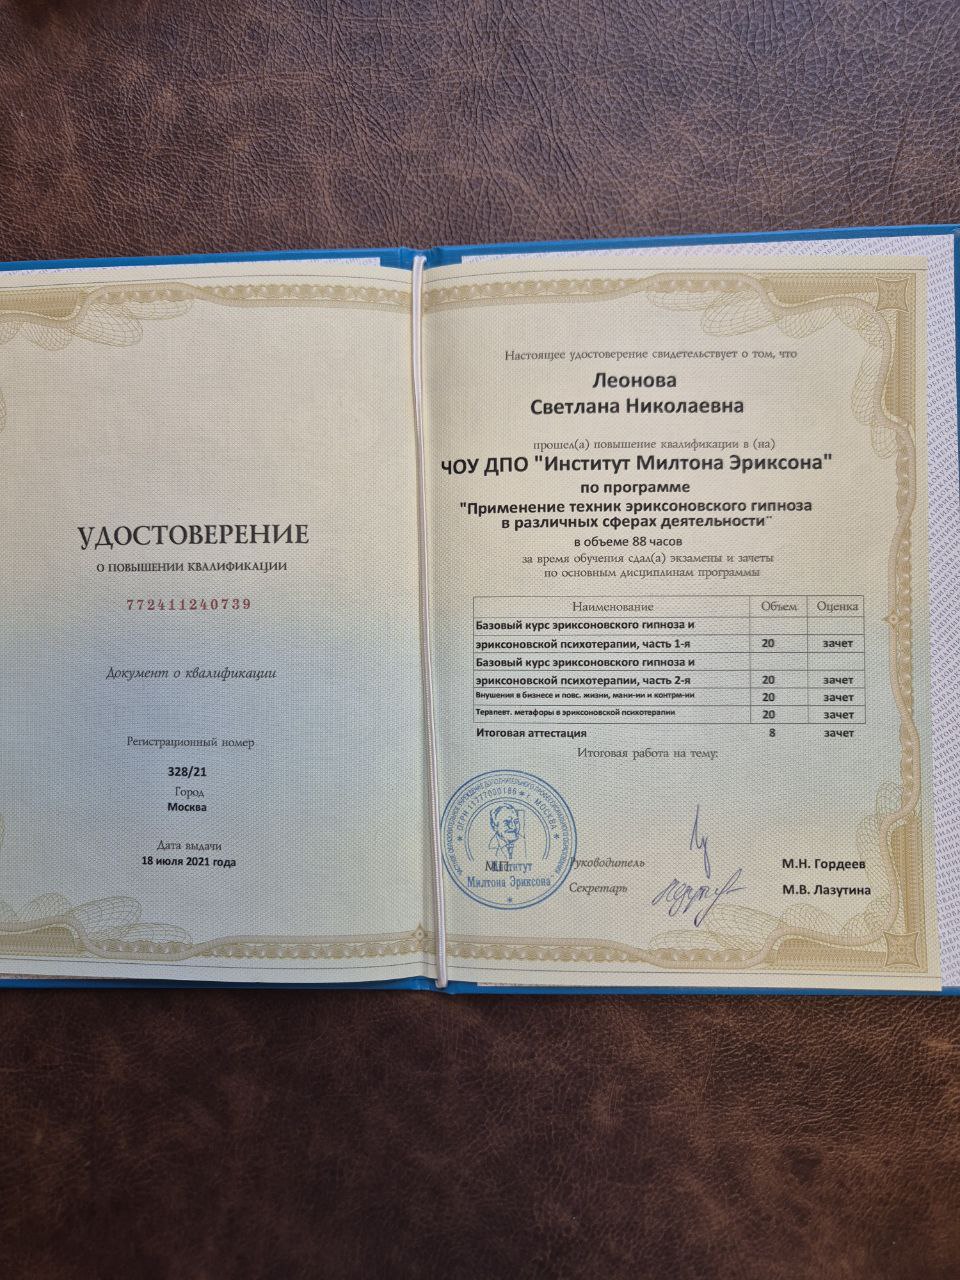 УДОСТОВЕРЕНИЕ
О ПОВЫШЕНИИ КВАЛИФИКАЦИИ
772411240739
Документ о квалификации
Регистрационный номер
328/21
Город
Москва
Дата выдачи
18 июля 2021 года
Настоящее удостоверение свидетельствует о том, что
Леонова
Светлана Николаевна
прошел(а) повышение квалификации в (на)
ЧОУ ДПО "Институт Милтона Эриксона"
по программе
"Применение техник эриксоновского гипноза
в различных сферах деятельности"
в объеме 88 часов
за время обучения сдал(а) экзамены и зачеты
по основным дисциплинам программы
Наименование Объем Оценка
Базовый курс эриксоновского гипноза и
эриксоновской психотерапии, часть 1-я 20 зачет
Базовый курс эриксоновского гипноза и
эриксоновской психотерапии, часть 2-я 20 зачет
Внушения в бизнесе и повс. жизни, мани-ии и контрм-ии 20 зачет
Терапевт. метафоры в эриксоновской психотерапии 20 зачет
Итоговая аттестация 8 зачет
Итоговая работа на тему:
М.П.
Институт
Милтона Эриксона
Руководитель М.Н. Гордеев
Секретарь М.В. Лазутина